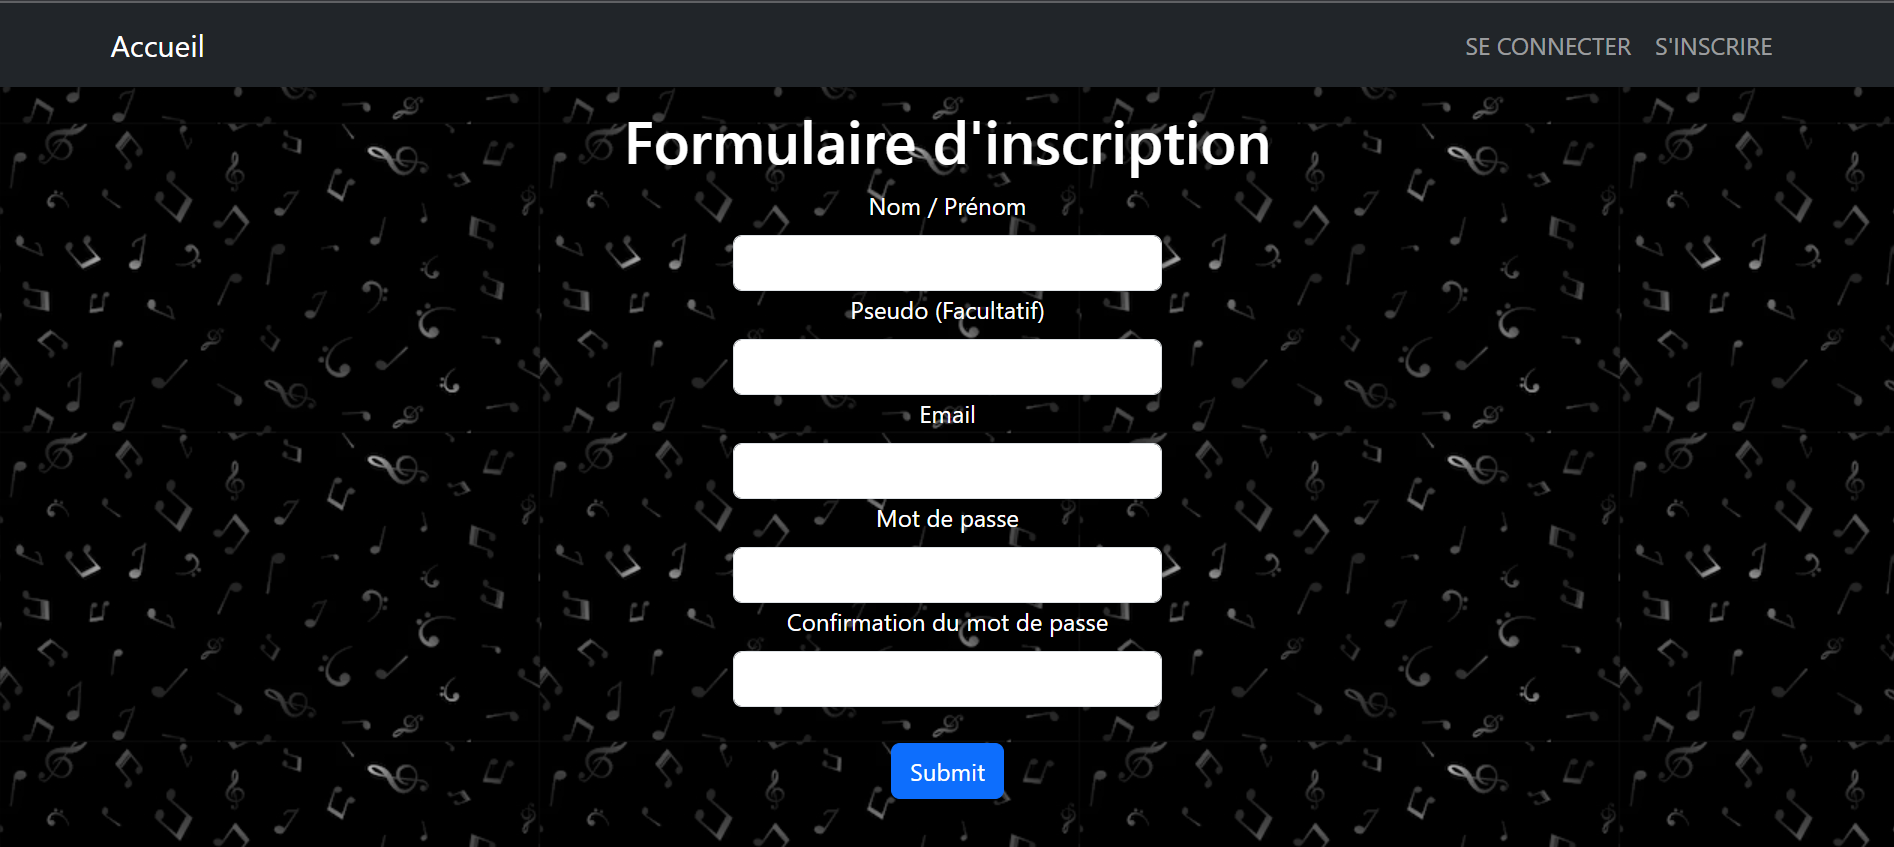 Accueil SE CONNECTER S'INSCRIRE
Formulaire d'inscription
Nom / Prénom
Pseudo (Facultatif)
Email
Mot de passe
Confirmation du mot de passe
Submit